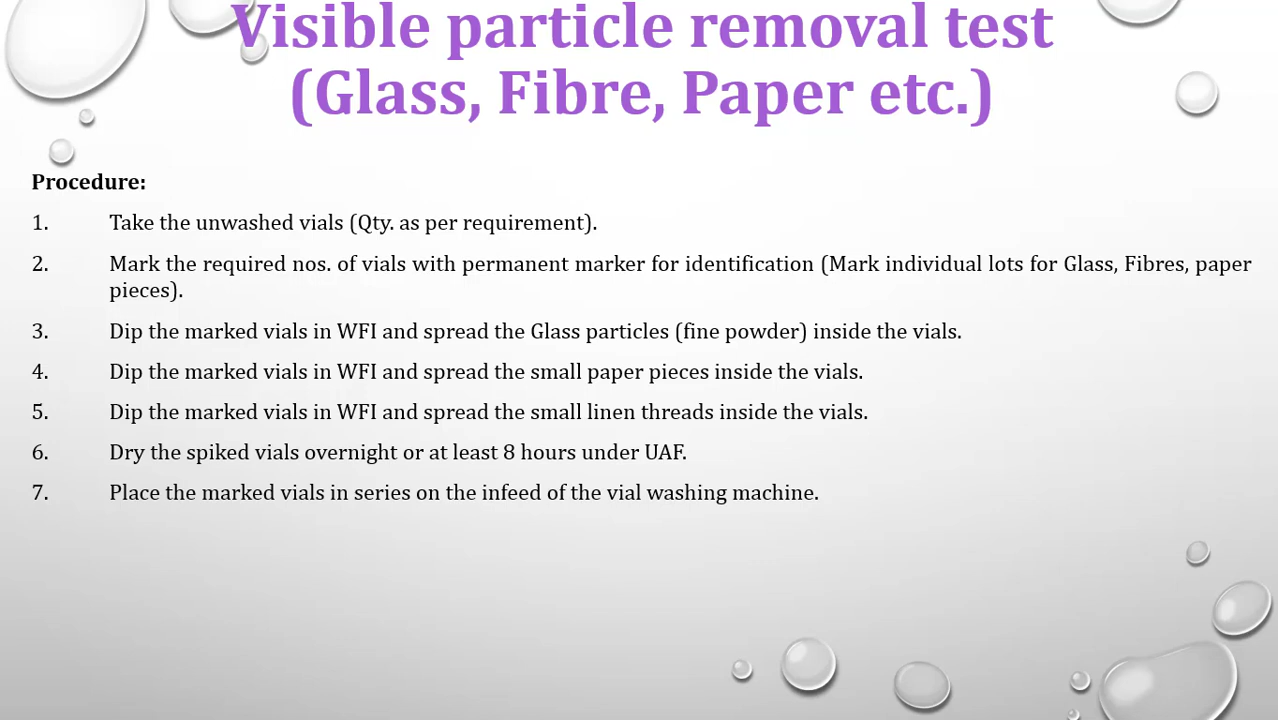 Visible particle removal test
(Glass, Fibre, Paper etc.)
Procedure:
1. Take the unwashed vials (Qty. as per requirement).
2. Mark the required nos. of vials with permanent marker for identification (Mark individual lots for Glass, Fibres, paper
pieces).
3. Dip the marked vials in WFI and spread the Glass particles (fine powder) inside the vials.
4. Dip the marked vials in WFI and spread the small paper pieces inside the vials.
5. Dip the marked vials in WFI and spread the small linen threads inside the vials.
6. Dry the spiked vials overnight or at least 8 hours under UAF.
7. Place the marked vials in series on the infeed of the vial washing machine.